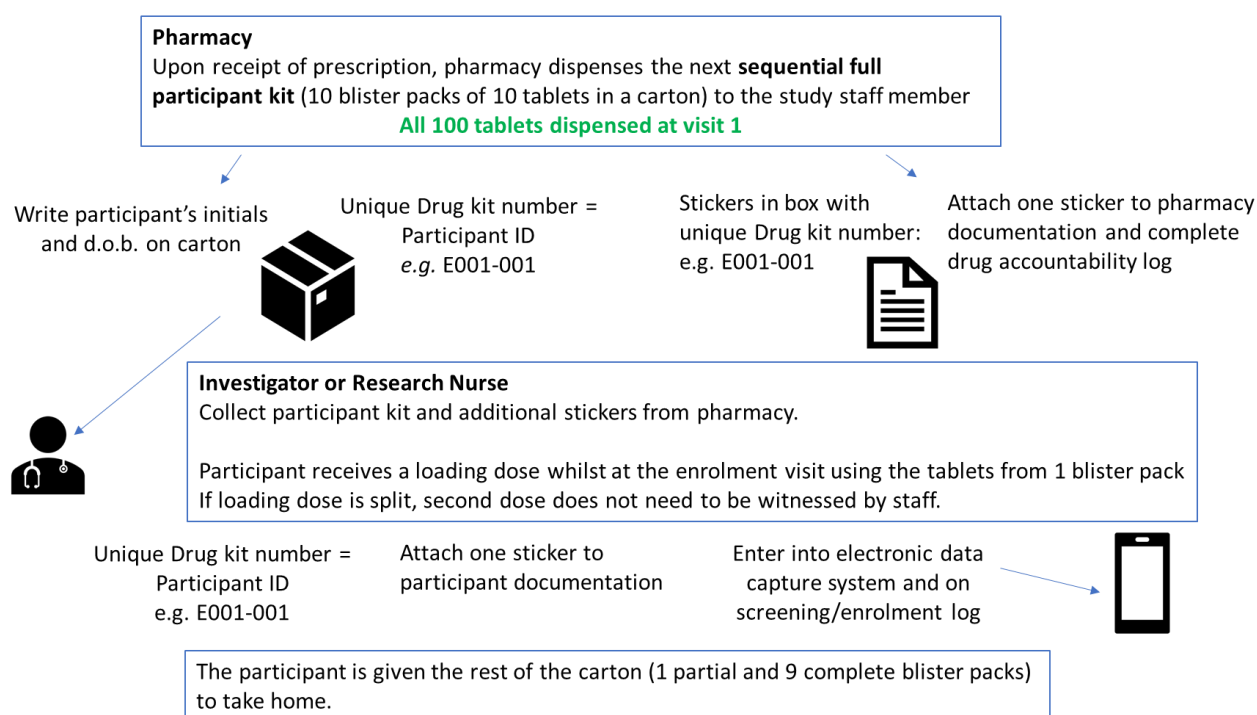 Pharmacy
Upon receipt of prescription, pharmacy dispenses the next sequential full
participant kit (10 blister packs of 10 tablets in a carton) to the study staff member
All 100 tablets dispensed at visit 1
Write participant's initials
and d.o.b. on carton
Unique Drug kit number =
Participant ID
e.g. E001-001
Stickers in box with
unique Drug kit number:
e.g. E001-001
Attach one sticker to pharmacy
documentation and complete
drug accountability log
Investigator or Research Nurse
Collect participant kit and additional stickers from pharmacy.
Participant receives a loading dose whilst at the enrolment visit using the tablets from 1 blister pack
If loading dose is split, second dose does not need to be witnessed by staff.
Unique Drug kit number =
Participant ID
e.g. E001-001
Attach one sticker to
participant documentation
Enter into electronic data
capture system and on
screening/enrolment log
The participant is given the rest of the carton (1 partial and 9 complete blister packs)
to take home.